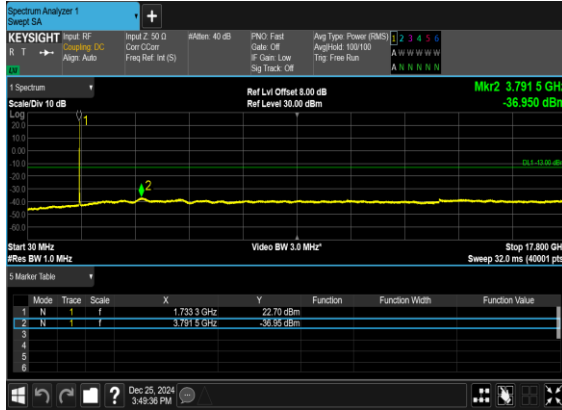 Spectrum Analyzer 1
Swept SA
+
KEYSIGHT Input: RF Input Z: 50 Ω #Atten: 40 dB PNO: Fast Avg Type: Power (RMS) 1 2 3 4 5 6
R T Coupling: DC Corr CCorr Gate: Off Avg|Hold: 100/100 A W W W W W
Align: Auto Freq Ref: Int (S) IF Gain: Low Trig: Free Run
Sig Track: Off A N N N N N
LXI
1 Spectrum Ref Lvl Offset 8.00 dB Mkr2 3.791 5 GHz
Scale/Div 10 dB Ref Level 30.00 dBm -36.950 dBm
Log
1
20.0
10.0
0.00
-10.0 DL1 -13.00 dBm
-20.0
-30.0 2
-40.0
-50.0
-60.0
Start 30 MHz Video BW 3.0 MHz* Stop 17.800 GHz
#Res BW 1.0 MHz Sweep 32.0 ms (40001 pts)
5 Marker Table
Mode Trace Scale X Y Function Function Width Function Value
1 N 1 f 1.733 3 GHz 22.70 dBm
2 N 1 f 3.791 5 GHz -36.95 dBm
3
4
5
6
? Dec 25, 2024
3:49:36 PM